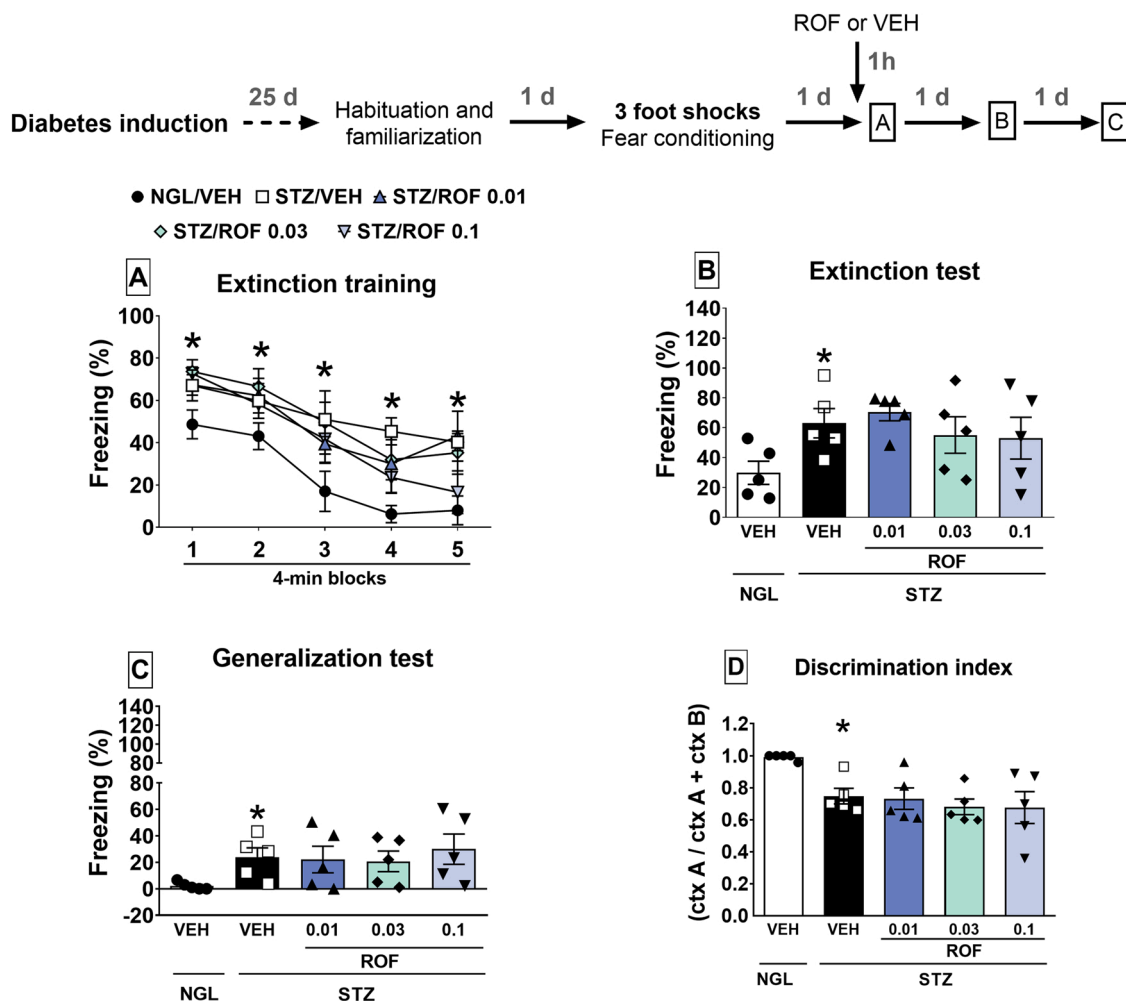 ROF or VEH
1h
25 d
1 d
1 d
1 d
1 d
Diabetes induction
Habituation and
familiarization
3 foot shocks
Fear conditioning
A
B
C
NGL/VEH
STZ/VEH
STZ/ROF 0.01
STZ/ROF 0.03
STZ/ROF 0.1
A
Extinction training
Freezing (%)
100
80
60
40
20
0
* * * * *
1 2 3 4 5
4-min blocks
B
Extinction test
Freezing (%)
140
120
100
80
60
40
20
0
*
VEH VEH 0.01 0.03 0.1
ROF
NGL STZ
C
Generalization test
Freezing (%)
140
120
100
80
60
40
20
0
-20
*
VEH VEH 0.01 0.03 0.1
ROF
NGL STZ
D
Discrimination index
(ctx A / ctx A + ctx B)
1.2
1.0
0.8
0.6
0.4
0.2
0.0
*
VEH VEH 0.01 0.03 0.1
ROF
NGL STZ